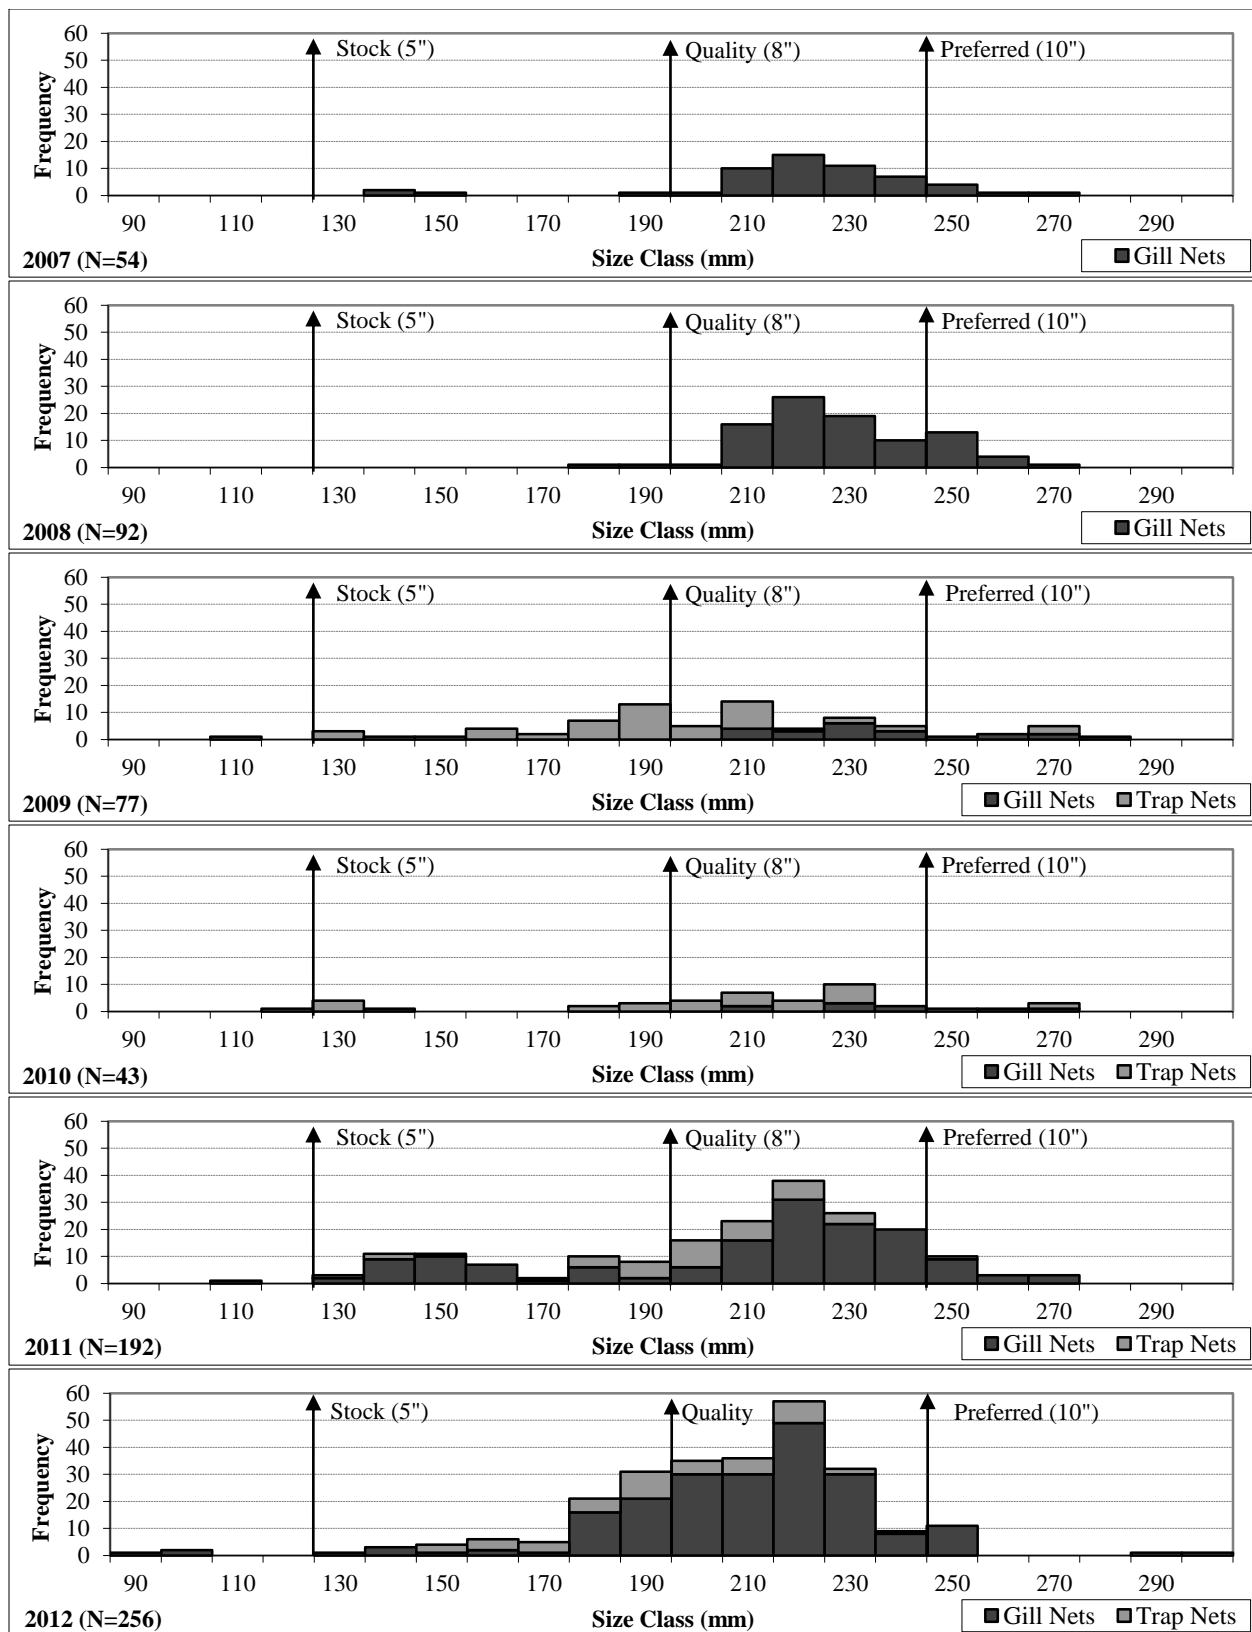 60 Stock (5") Quality (8") Preferred (10")
50
40
30
20
10
0
Frequency
90 110 130 150 170 190 210 230 250 270 290
2007 (N=54) Size Class (mm) Gill Nets
60 Stock (5") Quality (8") Preferred (10")
50
40
30
20
10
0
Frequency
90 110 130 150 170 190 210 230 250 270 290
2008 (N=92) Size Class (mm) Gill Nets
60 Stock (5") Quality (8") Preferred (10")
50
40
30
20
10
0
Frequency
90 110 130 150 170 190 210 230 250 270 290
2009 (N=77) Size Class (mm) Gill Nets Trap Nets
60 Stock (5") Quality (8") Preferred (10")
50
40
30
20
10
0
Frequency
90 110 130 150 170 190 210 230 250 270 290
2010 (N=43) Size Class (mm) Gill Nets Trap Nets
60 Stock (5") Quality (8") Preferred (10")
50
40
30
20
10
0
Frequency
90 110 130 150 170 190 210 230 250 270 290
2011 (N=192) Size Class (mm) Gill Nets Trap Nets
60 Stock (5") Quality Preferred (10")
50
40
30
20
10
0
Frequency
90 110 130 150 170 190 210 230 250 270 290
2012 (N=256) Size Class (mm) Gill Nets Trap Nets